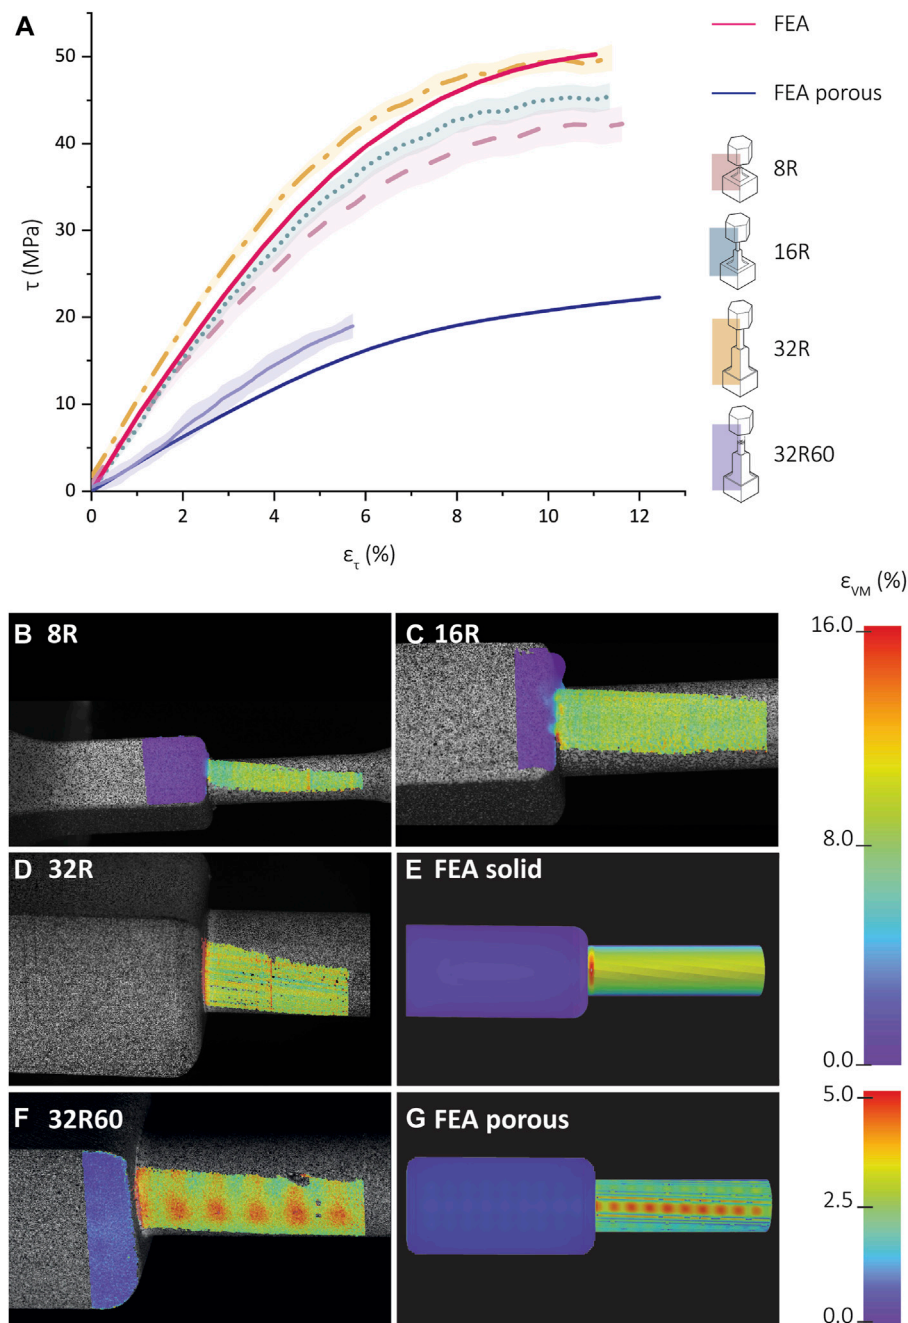 A
FEA
FEA porous
8R
16R
32R
32R60
τ (MPa)
50
40
30
20
10
0
0 2 4 6 8 10 12
ε_τ (%)
ε_VM (%)
B 8R
C 16R
16.0
8.0
0.0
D 32R
E FEA solid
F 32R60
G FEA porous
5.0
2.5
0.0